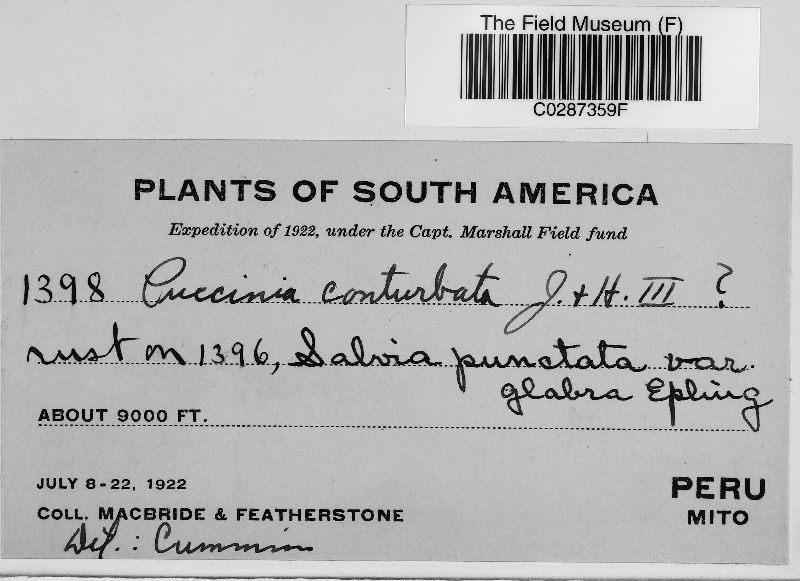 The Field Museum (F)
C0287359F
PLANTS OF SOUTH AMERICA
Expedition of 1922, under the Capt. Marshall Field fund
1398 Puccinia conturbata J. + H. III ?
rust on 1396, Salvia punctata var.
glabra Epling
ABOUT 9000 FT.
JULY 8-22, 1922
PERU
COLL. MACBRIDE & FEATHERSTONE
MITO
Det.: Cummins